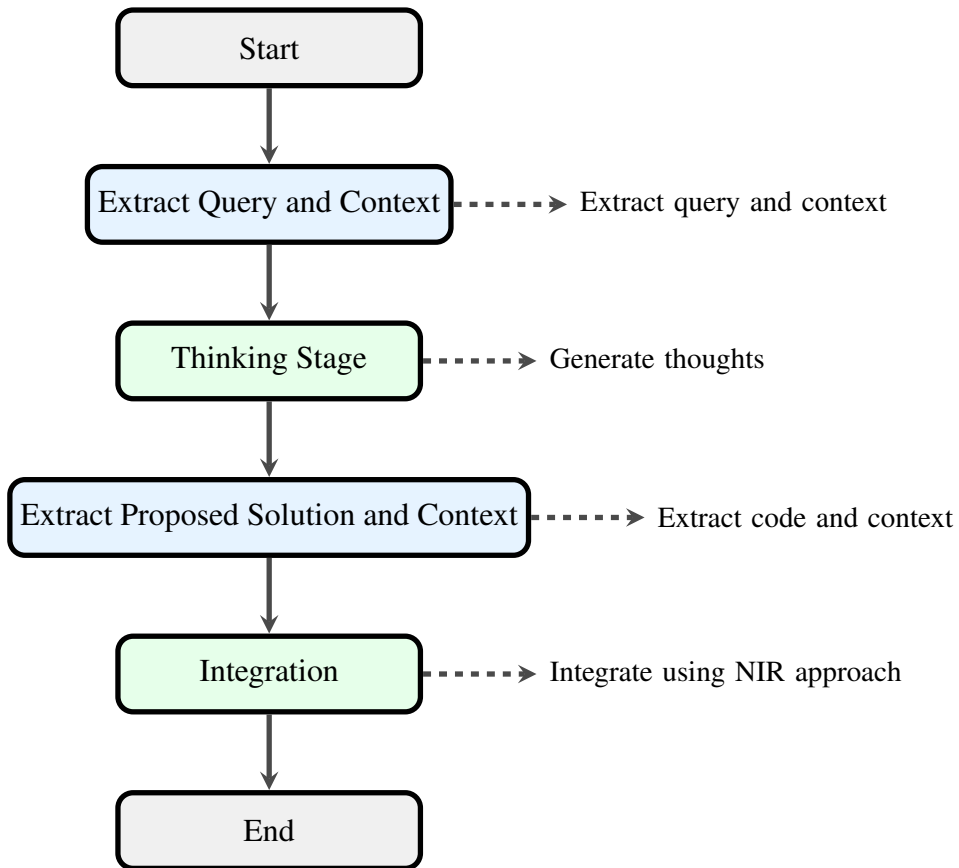 Start
Extract Query and Context
Extract query and context
Thinking Stage
Generate thoughts
Extract Proposed Solution and Context
Extract code and context
Integration
Integrate using NIR approach
End